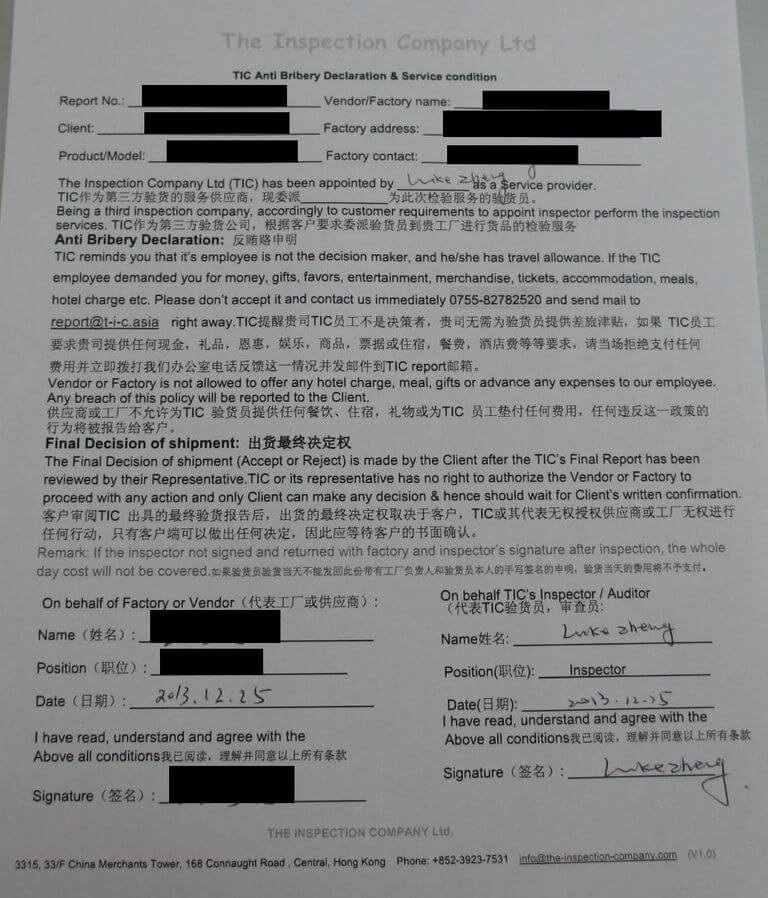 The Inspection Company Ltd
TIC Anti Bribery Declaration & Service condition
Report No.: Vendor/Factory name:
Client: Factory address:
Product/Model: Factory contact:
The Inspection Company Ltd (TIC) has been appointed by Luke zheng as a Service provider.
TIC作为第三方验货的服务供应商，现委派____________为此次检验服务的验货员。
Being a third inspection company, accordingly to customer requirements to appoint inspector perform the inspection
services. TIC作为第三方验货公司，根据客户要求委派验货员到贵工厂进行货品的检验服务
Anti Bribery Declaration: 反贿赂申明
TIC reminds you that it's employee is not the decision maker, and he/she has travel allowance. If the TIC
employee demanded you for money, gifts, favors, entertainment, merchandise, tickets, accommodation, meals,
hotel charge etc. Please don't accept it and contact us immediately 0755-82782520 and send mail to
report@t-i-c.asia right away.TIC提醒贵司TIC员工不是决策者，贵司无需为验货员提供差旅津贴，如果 TIC员工
要求贵司提供任何现金，礼品，恩惠，娱乐，商品，票据或住宿，餐费，酒店费等等要求，请当场拒绝支付任何
费用并立即拨打我们办公室电话反馈这一情况并发邮件到TIC report邮箱。
Vendor or Factory is not allowed to offer any hotel charge, meal, gifts or advance any expenses to our employee.
Any breach of this policy will be reported to the Client.
供应商或工厂不允许为TIC 验货员提供任何餐饮、住宿，礼物或为TIC 员工垫付任何费用，任何违反这一政策的
行为将被报告给客户。
Final Decision of shipment: 出货最终决定权
The Final Decision of shipment (Accept or Reject) is made by the Client after the TIC's Final Report has been
reviewed by their Representative.TIC or its representative has no right to authorize the Vendor or Factory to
proceed with any action and only Client can make any decision & hence should wait for Client's written confirmation.
客户审阅TIC 出具的最终验货报告后，出货的最终决定权取决于客户，TIC或其代表无权授权供应商或工厂无权进行
任何行动，只有客户端可以做出任何决定，因此应等待客户的书面确认。
Remark: If the inspector not signed and returned with factory and inspector's signature after inspection, the whole
day cost will not be covered.如果验货员验货当天不能发回此份带有工厂负责人和验货员本人的手写签名的申明，验货当天的费用将不予支付。
On behalf of Factory or Vendor（代表工厂或供应商）:
Name（姓名）:
Position（职位）:
Date（日期）: 2013.12.25
I have read, understand and agree with the
Above all conditions我已阅读，理解并同意以上所有条款
Signature（签名）:
On behalf TIC's Inspector / Auditor
（代表TIC验货员，审查员:
Name姓名: Luke zheng
Position(职位): Inspector
Date(日期): 2013.12.25
I have read, understand and agree with the
Above all conditions我已阅读，理解并同意以上所有条款
Signature（签名）: Luke zheng
THE INSPECTION COMPANY Ltd.
3315, 33/F China Merchants Tower, 168 Connaught Road , Central, Hong Kong Phone: +852-3923-7531 info@the-inspection-company.com (V1.0)